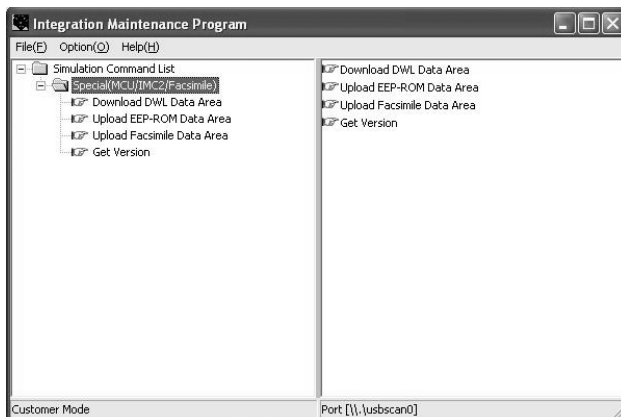 Integration Maintenance Program
File(F) Option(O) Help(H)
Simulation Command List
Special(MCU/IMC2/Facsimile)
Download DWL Data Area
Upload EEP-ROM Data Area
Upload Facsimile Data Area
Get Version
Download DWL Data Area
Upload EEP-ROM Data Area
Upload Facsimile Data Area
Get Version
Customer Mode
Port [\\.\usbscan0]